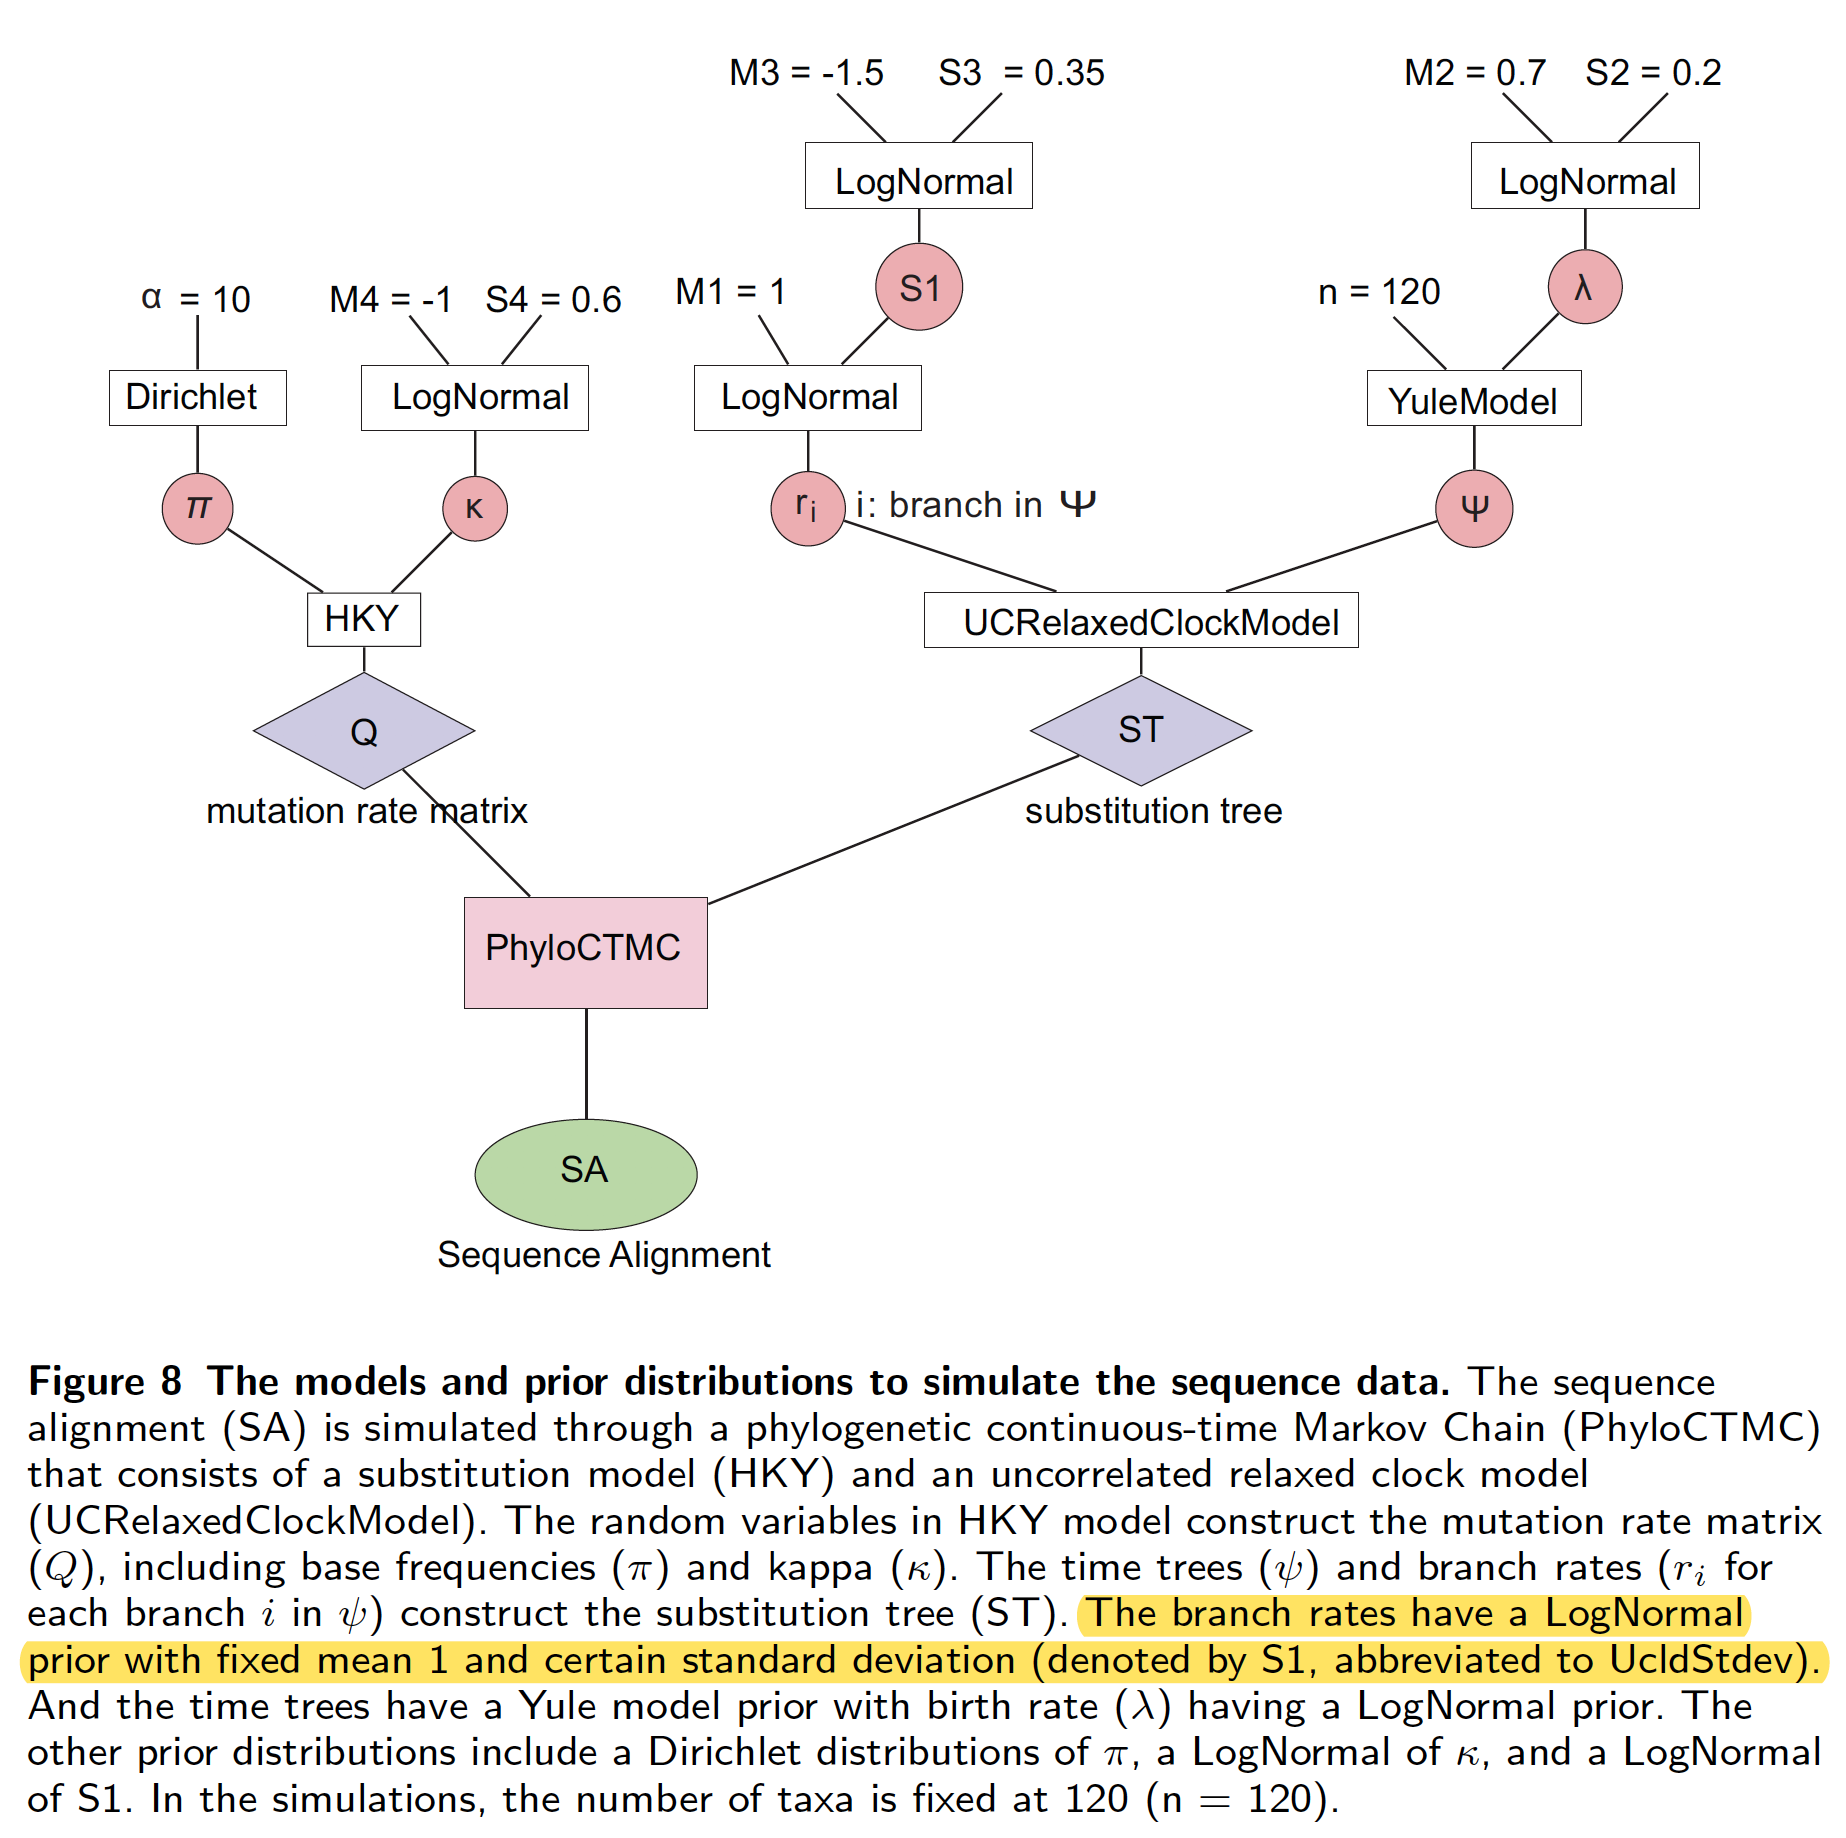 M3 = -1.5 S3 = 0.35 M2 = 0.7 S2 = 0.2
LogNormal LogNormal
α = 10 M4 = -1 S4 = 0.6 M1 = 1 S1 n = 120 λ
Dirichlet LogNormal LogNormal YuleModel
π κ r_i i: branch in Ψ Ψ
HKY UCRelaxedClockModel
Q ST
mutation rate matrix substitution tree
PhyloCTMC
SA
Sequence Alignment
Figure 8 The models and prior distributions to simulate the sequence data. The sequence
alignment (SA) is simulated through a phylogenetic continuous-time Markov Chain (PhyloCTMC)
that consists of a substitution model (HKY) and an uncorrelated relaxed clock model
(UCRelaxedClockModel). The random variables in HKY model construct the mutation rate matrix
(Q), including base frequencies (π) and kappa (κ). The time trees (ψ) and branch rates (r_i for
each branch i in ψ) construct the substitution tree (ST). The branch rates have a LogNormal
prior with fixed mean 1 and certain standard deviation (denoted by S1, abbreviated to UcldStdev).
And the time trees have a Yule model prior with birth rate (λ) having a LogNormal prior. The
other prior distributions include a Dirichlet distributions of π, a LogNormal of κ, and a LogNormal
of S1. In the simulations, the number of taxa is fixed at 120 (n = 120).